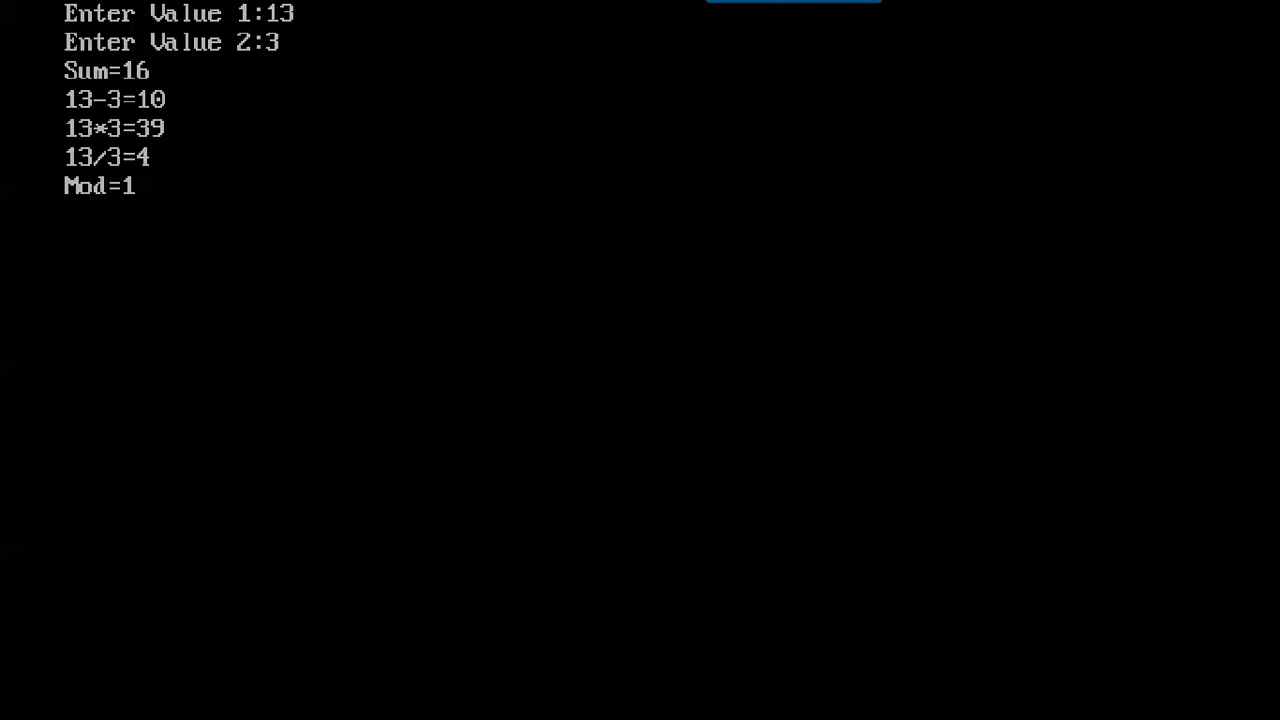 Enter Value 1:13
Enter Value 2:3
Sum=16
13-3=10
13*3=39
13/3=4
Mod=1